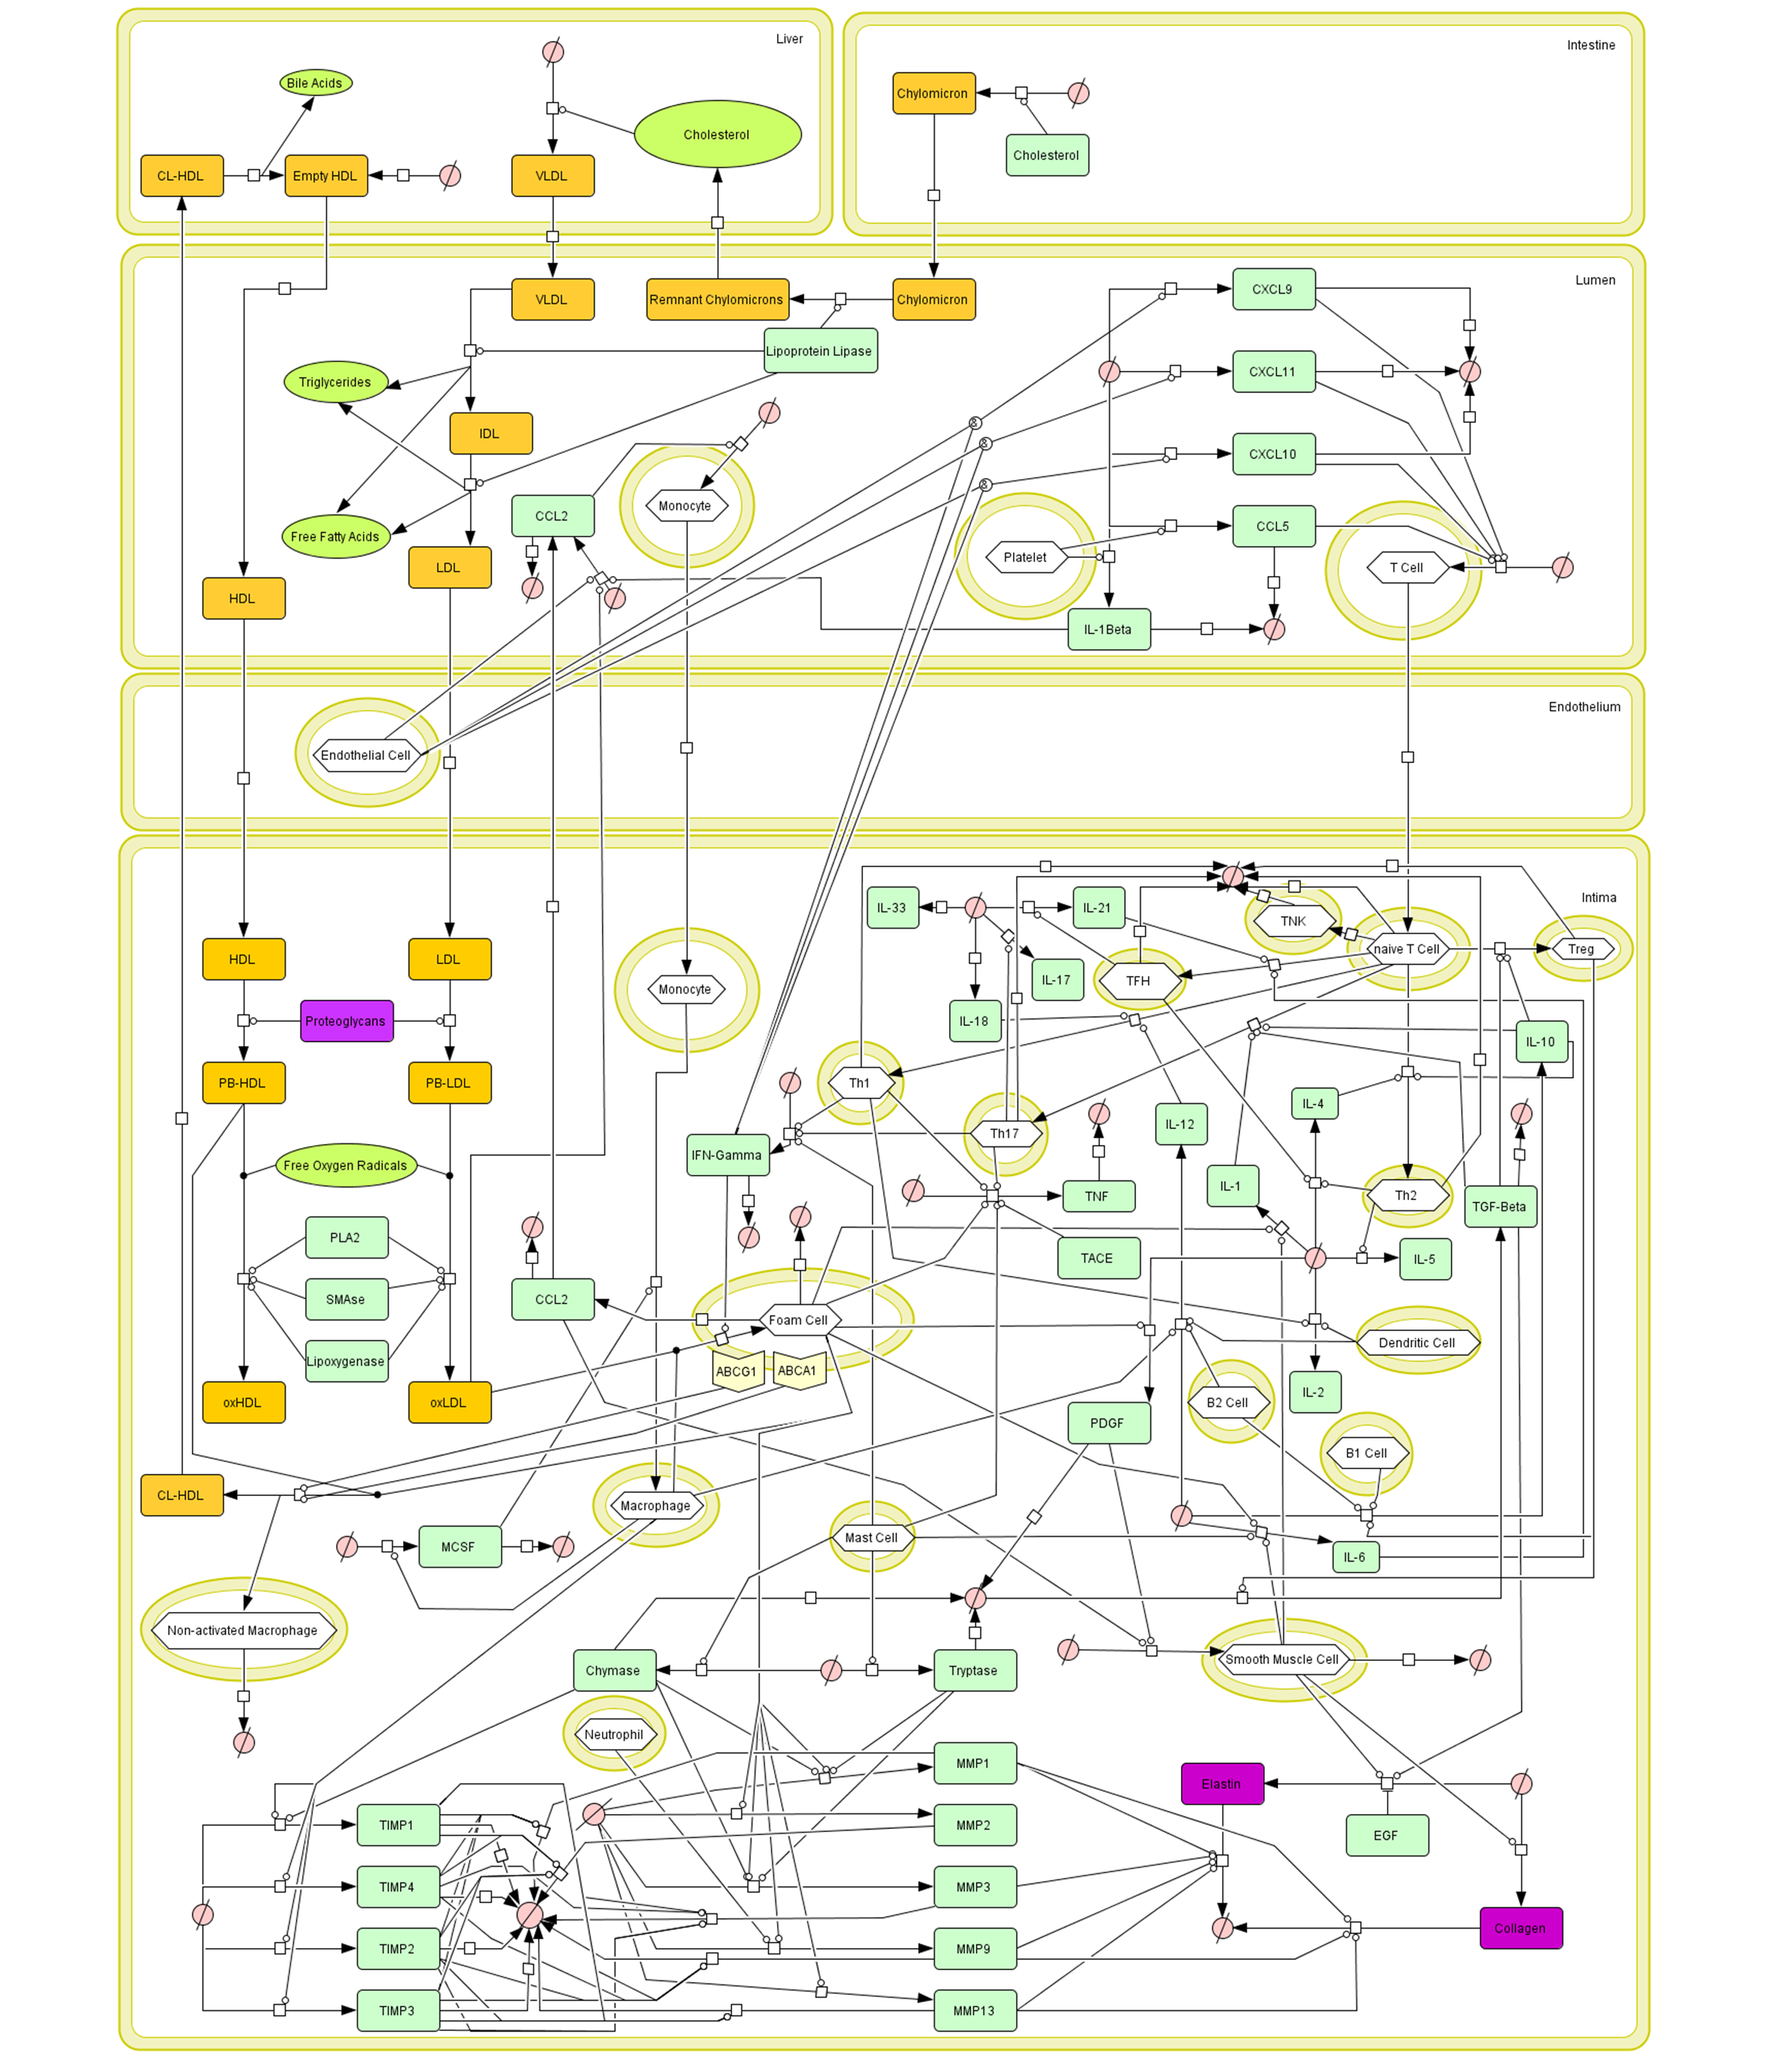 Liver
Intestine
Bile Acids
Chylomicron
Cholesterol
Cholesterol
CL-HDL
Empty HDL
VLDL
Lumen
VLDL
Remnant Chylomicrons
Chylomicron
CXCL9
Lipoprotein Lipase
Triglycerides
CXCL11
IDL
CXCL10
Monocyte
CCL2
CCL5
Free Fatty Acids
Platelet
LDL
T Cell
HDL
IL-1Beta
Endothelium
Endothelial Cell
Intima
IL-33
IL-21
TNK
HDL
LDL
naive T Cell
Treg
IL-17
TFH
Monocyte
Proteoglycans
IL-18
IL-10
PB-HDL
PB-LDL
Th1
IL-4
IL-12
Th17
IFN-Gamma
Free Oxygen Radicals
IL-1
TNF
Th2
TGF-Beta
PLA2
TACE
IL-5
SMAse
CCL2
Foam Cell
Dendritic Cell
Lipoxygenase
ABCG1
ABCA1
oxHDL
oxLDL
B2 Cell
IL-2
PDGF
B1 Cell
CL-HDL
Macrophage
Mast Cell
MCSF
IL-6
Non-activated Macrophage
Smooth Muscle Cell
Chymase
Tryptase
Neutrophil
MMP1
Elastin
TIMP1
MMP2
EGF
TIMP4
MMP3
Collagen
TIMP2
MMP9
TIMP3
MMP13
&
&
&